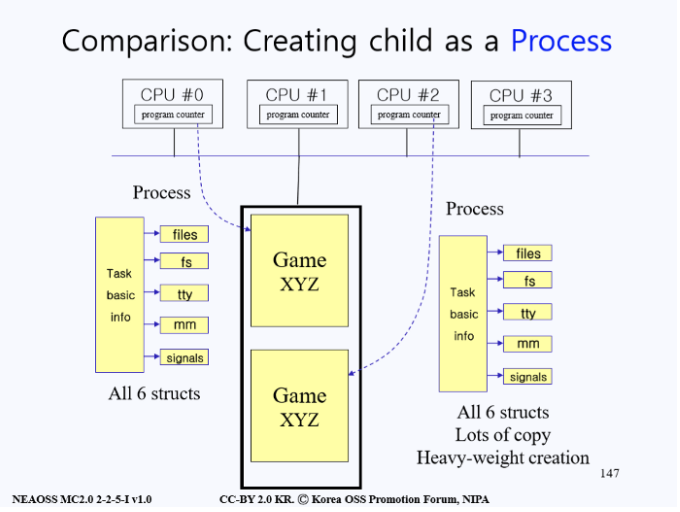 Comparison: Creating child as a Process
CPU #0
program counter
CPU #1
program counter
CPU #2
program counter
CPU #3
program counter
Process
Task
basic
info
files
fs
tty
mm
signals
All 6 structs
Game
XYZ
Game
XYZ
Process
Task
basic
info
files
fs
tty
mm
signals
All 6 structs
Lots of copy
Heavy-weight creation
147
NEAOSS MC2.0 2-2-5-I v1.0
CC-BY 2.0 KR. Ⓒ Korea OSS Promotion Forum, NIPA